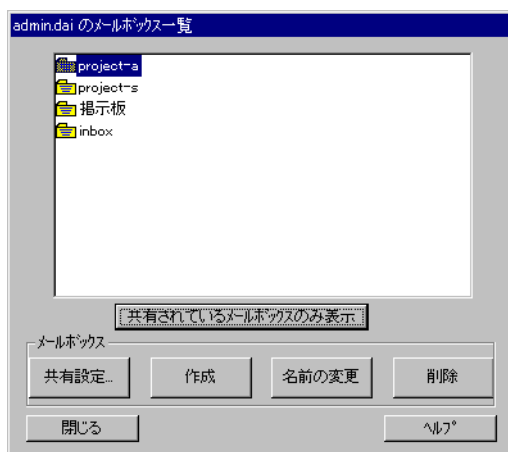 admin.dai のメールボックス一覧
project-a
project-s
掲示板
inbox
共有されているメールボックスのみ表示
メールボックス
共有設定... 作成 名前の変更 削除
閉じる ヘルプ